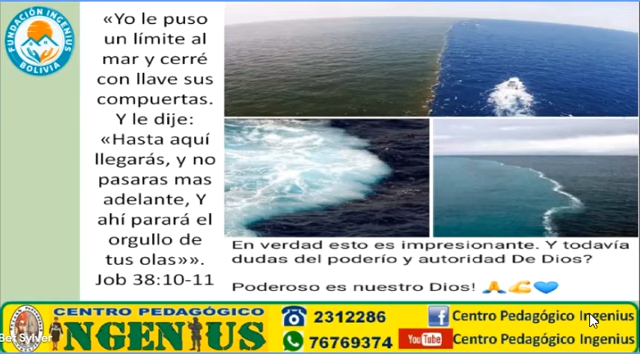 FUNDACIÓN INGENIUS
BOLIVIA
«Yo le puso
un límite al
mar y cerré
con llave sus
compuertas.
Y le dije:
«Hasta aquí
llegarás, y no
pasaras mas
adelante, Y
ahí parará el
orgullo de
tus olas»».
Job 38:10-11
En verdad esto es impresionante. Y todavía
dudas del poderío y autoridad De Dios?
Poderoso es nuestro Dios! 🙏💪💙
CENTRO PEDAGÓGICO
INGENIUS
2312286
76769374
Centro Pedagógico Ingenius
YouTube Centro Pedagógico Ingenius
Bet Sylver